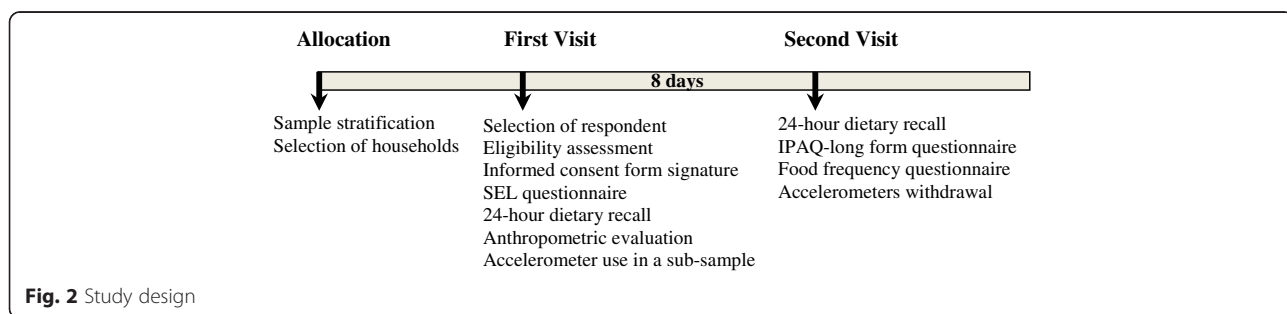 Allocation
First Visit
Second Visit
8 days
Sample stratification
Selection of households
Selection of respondent
Eligibility assessment
Informed consent form signature
SEL questionnaire
24-hour dietary recall
Anthropometric evaluation
Accelerometer use in a sub-sample
24-hour dietary recall
IPAQ-long form questionnaire
Food frequency questionnaire
Accelerometers withdrawal
Fig. 2 Study design